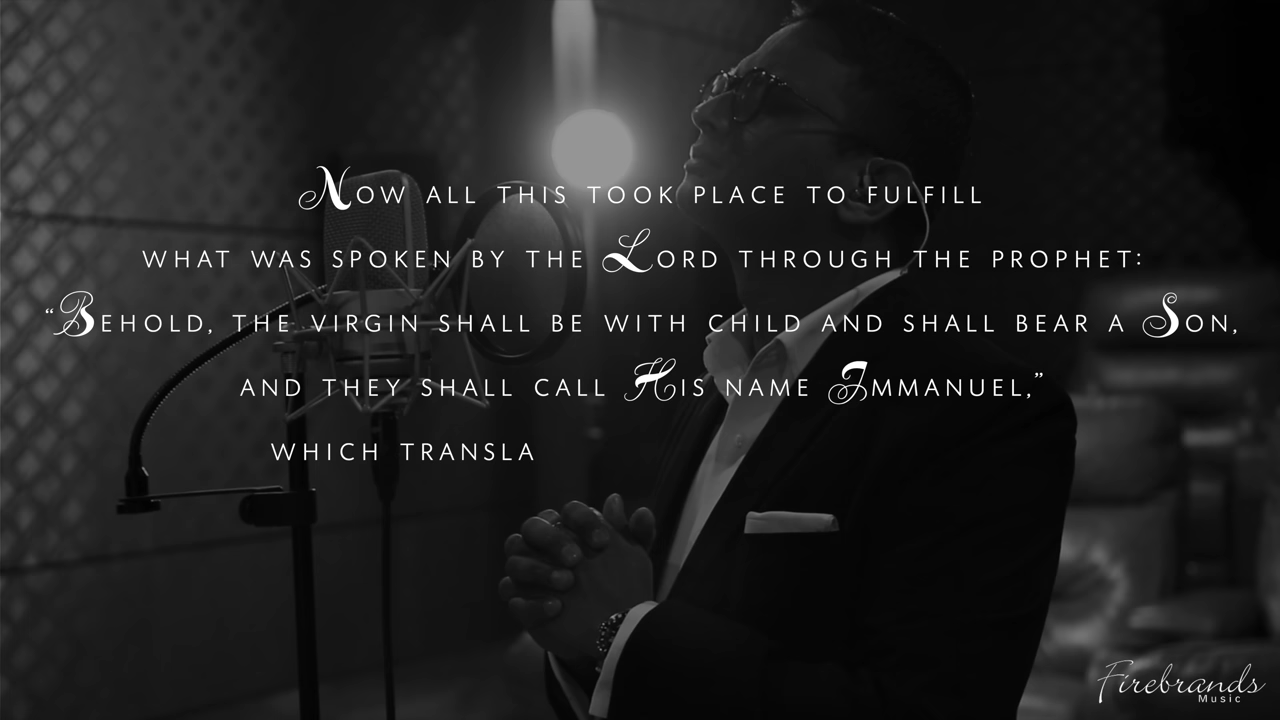 Now all this took place to fulfill
what was spoken by the Lord through the prophet:
“Behold, the virgin shall be with child and shall bear a Son,
and they shall call His name Immanuel,”
which transla
Firebrands
Music